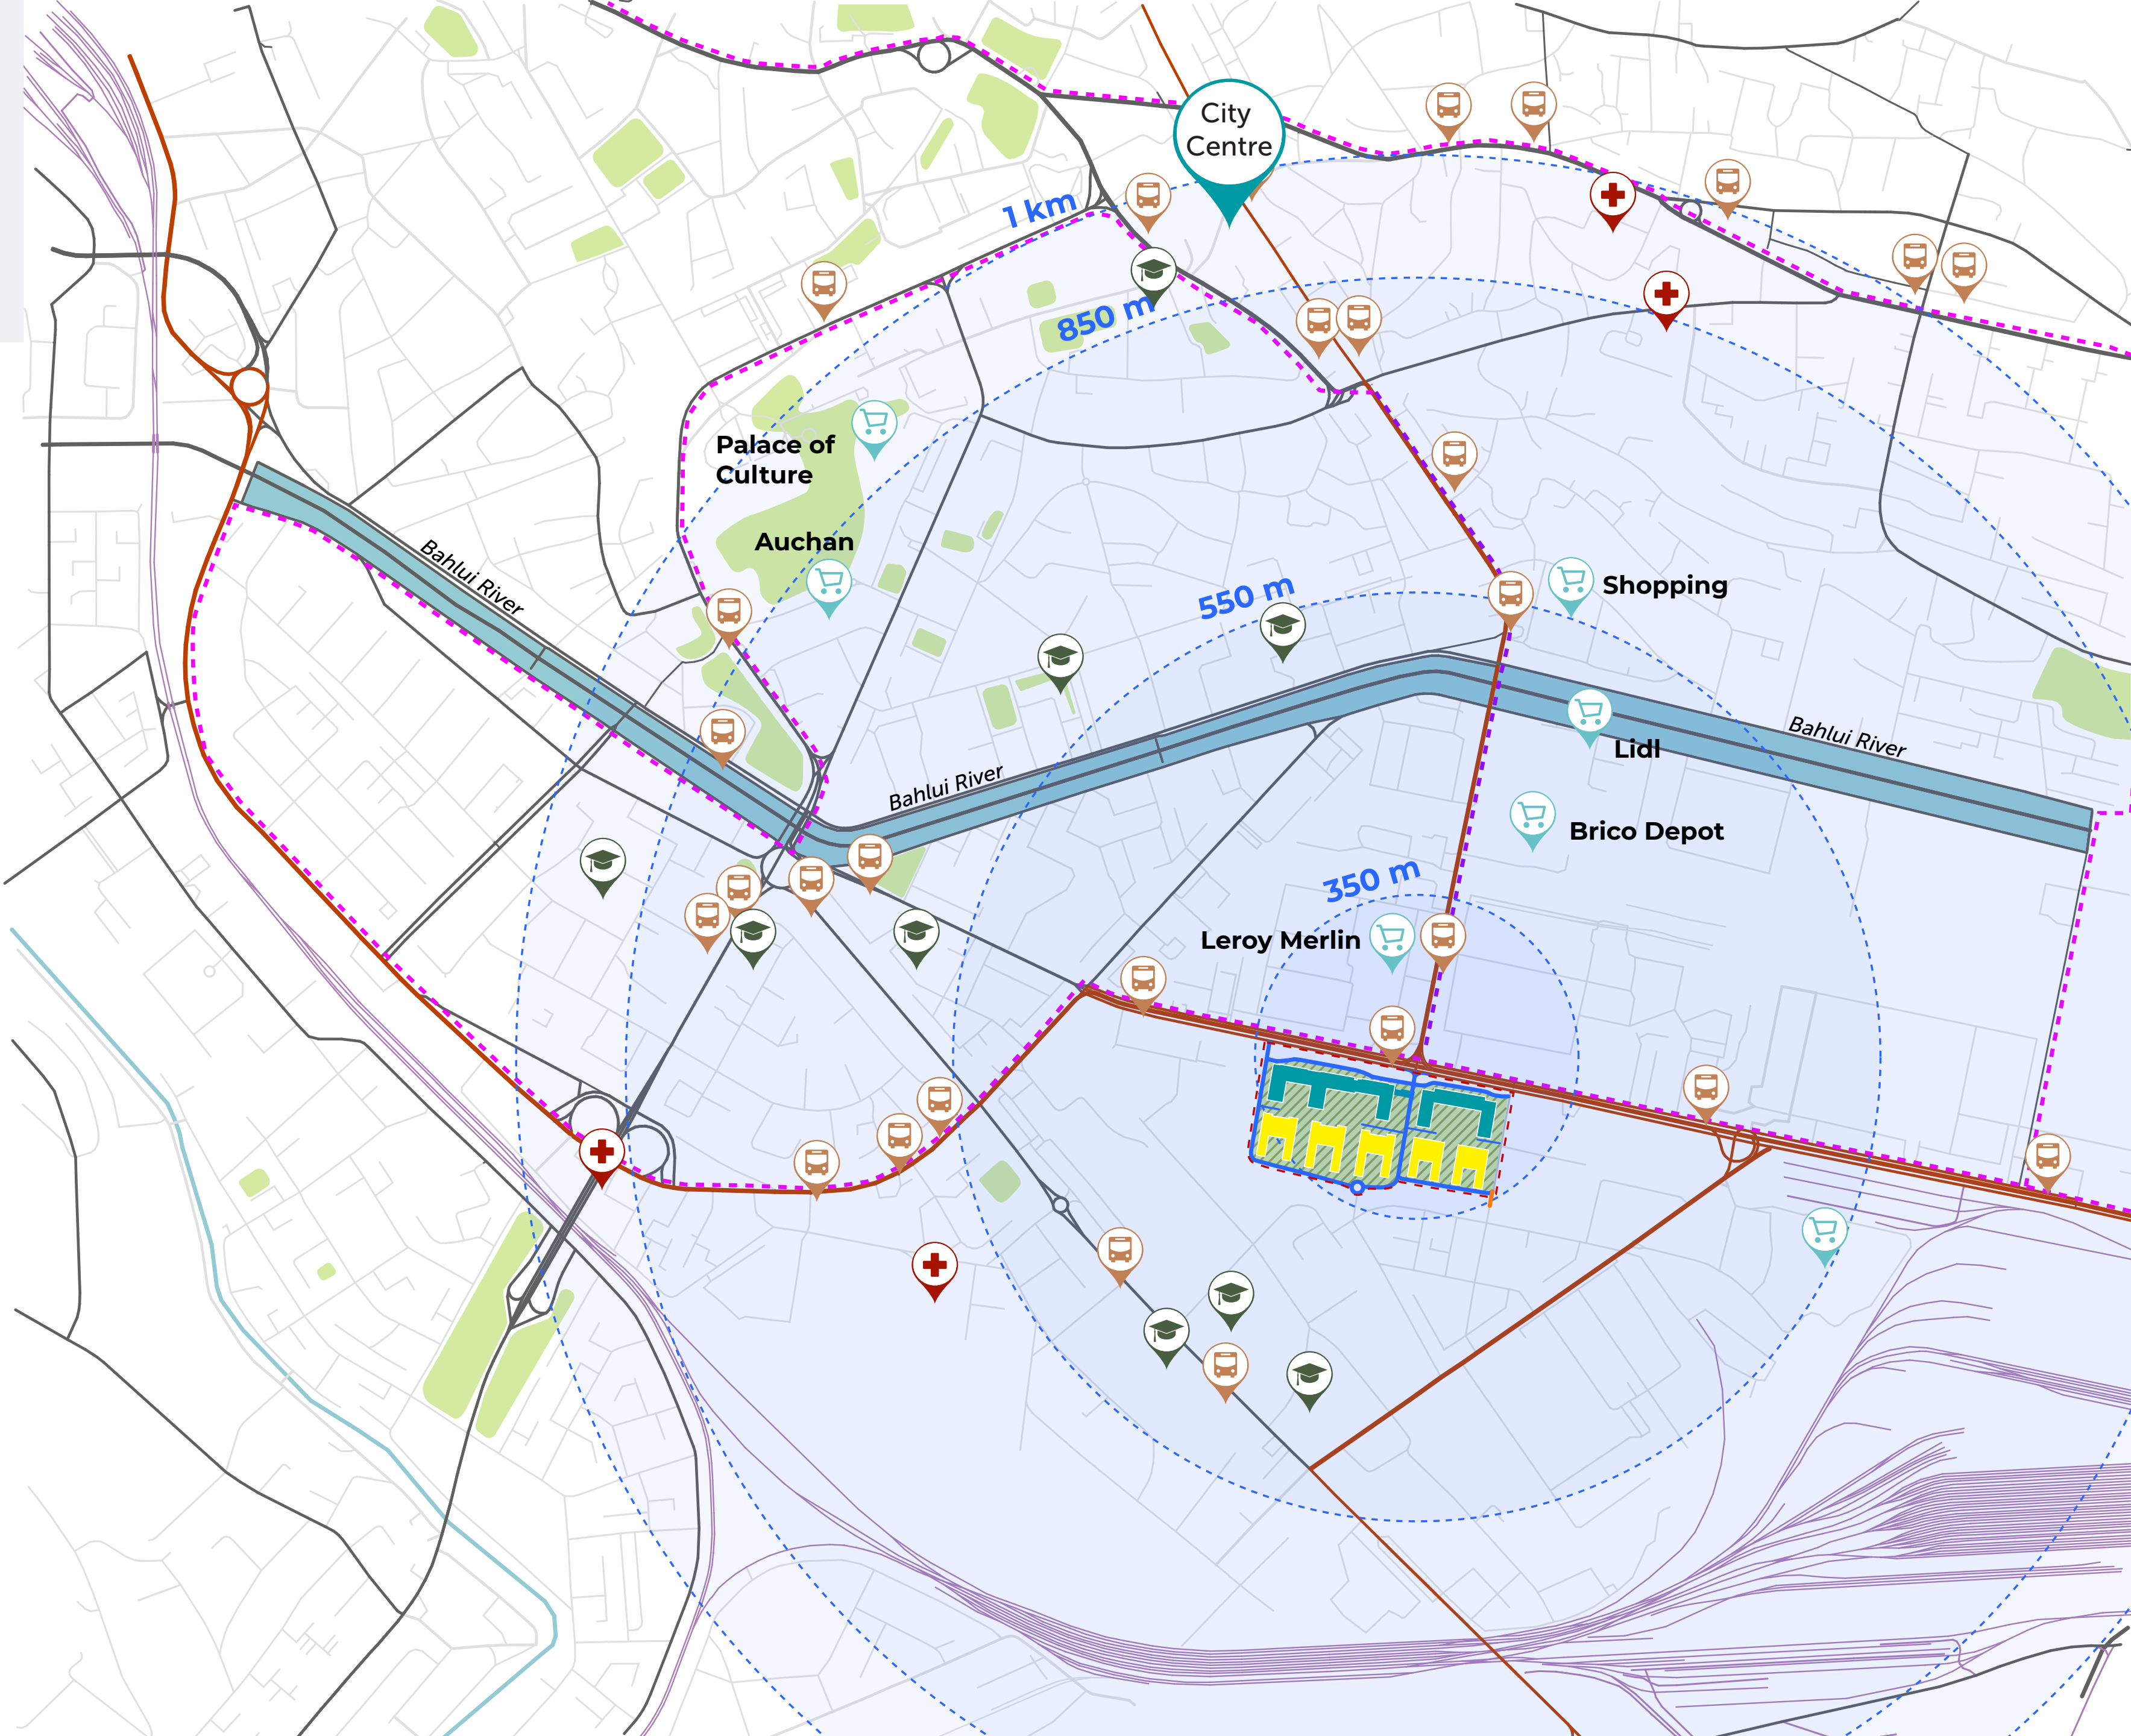 City
Centre
1 km
850 m
Palace of
Culture
Auchan
Bahlui River
550 m
Shopping
Bahlui River
Lidl
Bahlui River
Brico Depot
350 m
Leroy Merlin